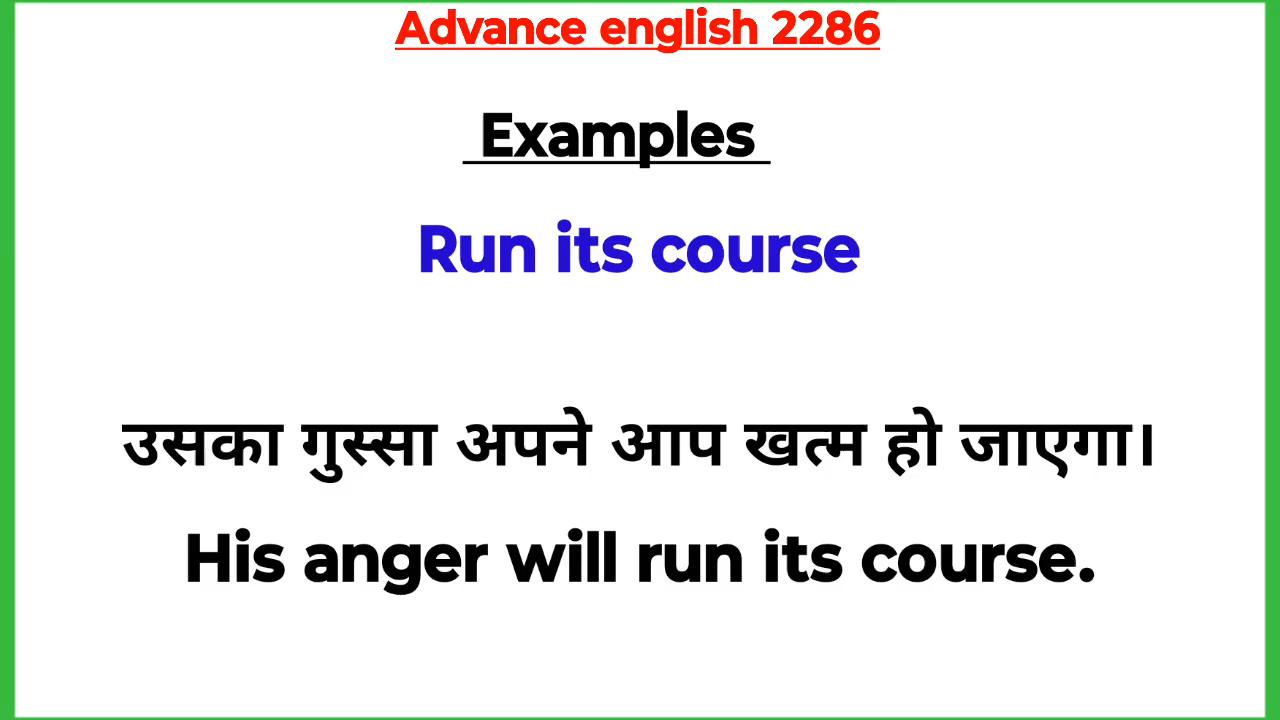 Advance english 2286
Examples
Run its course
उसका गुस्सा अपने आप खत्म हो जाएगा।
His anger will run its course.